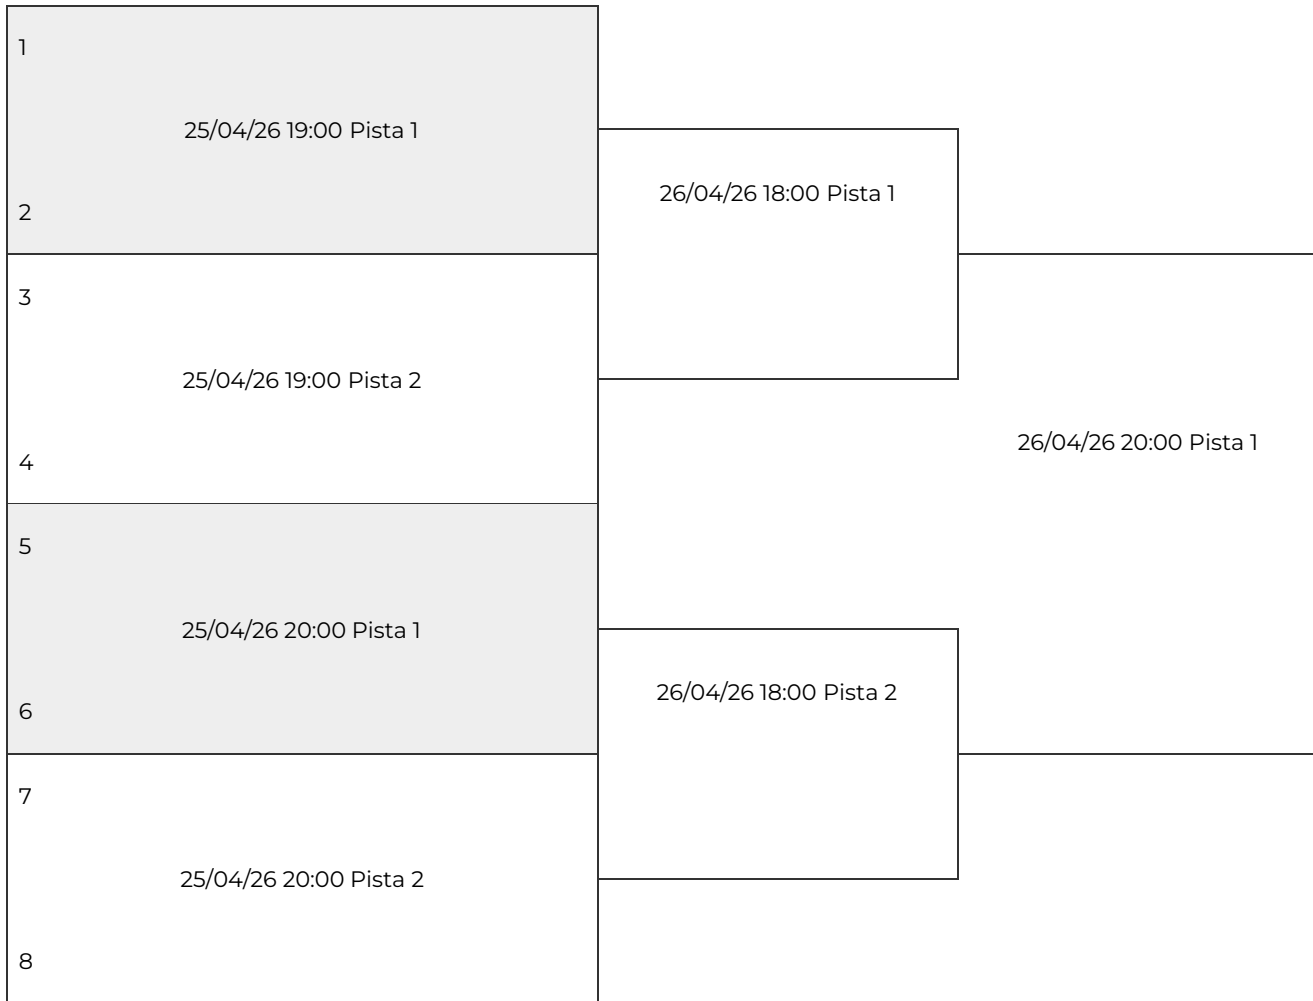 1
25/04/26 19:00 Pista 1
2
3
25/04/26 19:00 Pista 2
4
5
25/04/26 20:00 Pista 1
6
7
25/04/26 20:00 Pista 2
8
26/04/26 18:00 Pista 1
26/04/26 18:00 Pista 2
26/04/26 20:00 Pista 1